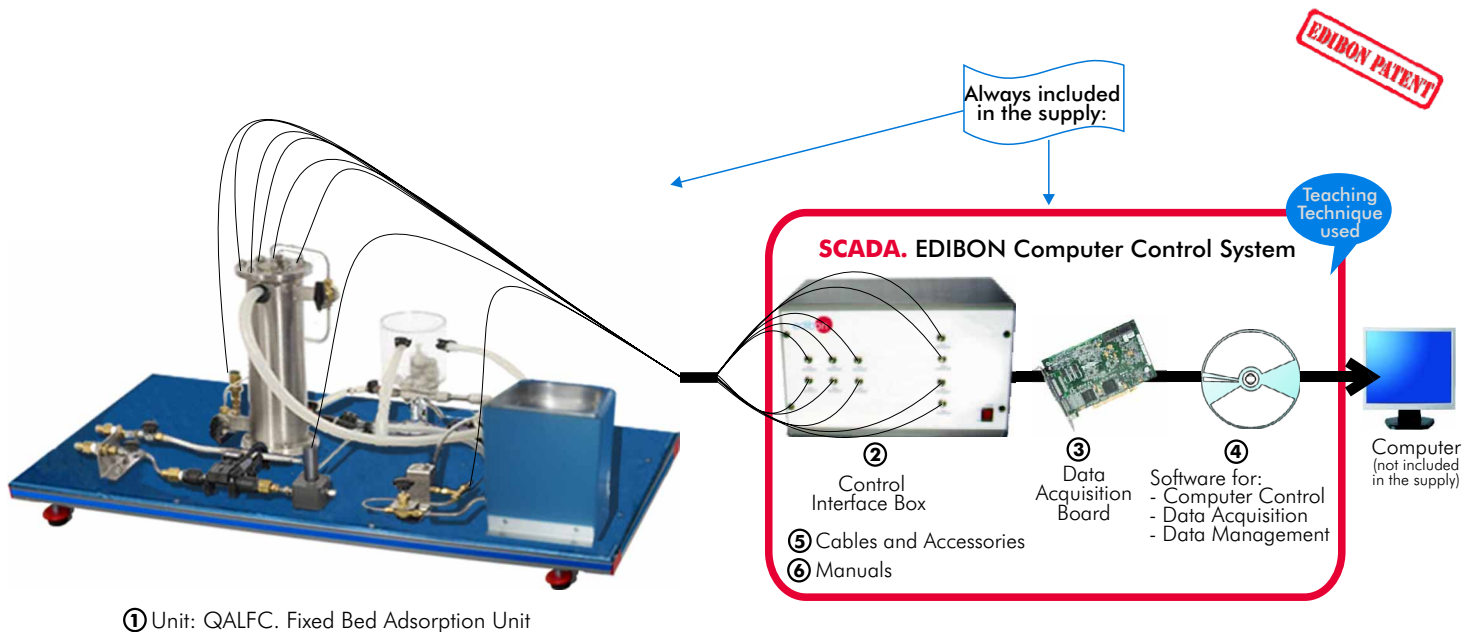 EDIBON PATENT
Always included
in the supply:
Teaching
Technique
used
SCADA. EDIBON Computer Control System
② 
Control
Interface Box
③
Data
Acquisition
Board
④
Software for:
- Computer Control
- Data Acquisition
- Data Management
Computer
(not included
in the supply)
⑤ Cables and Accessories
⑥ Manuals
① Unit: QALFC. Fixed Bed Adsorption Unit